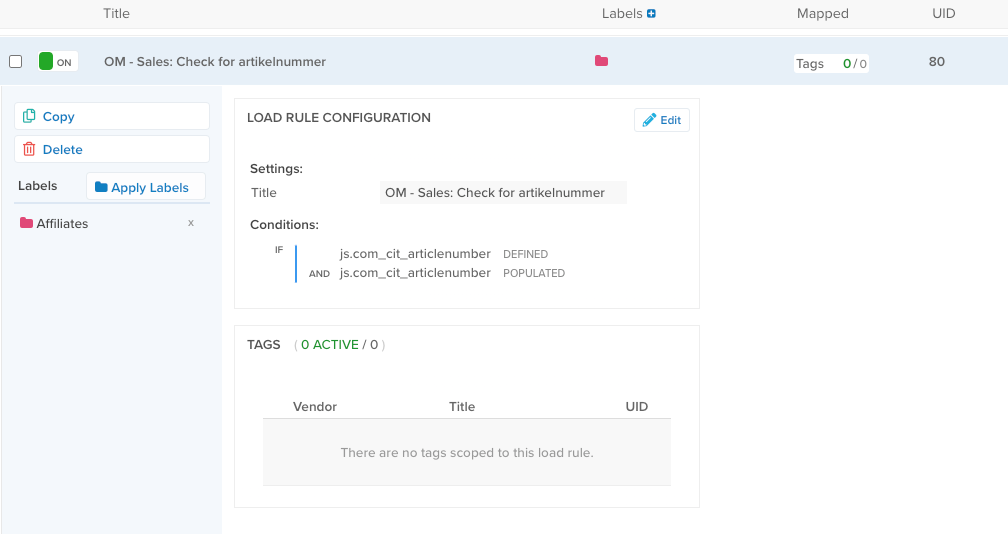 Title Labels Mapped UID
ON OM - Sales: Check for artikelnummer Tags 0 / 0 80
Copy
Delete
Labels Apply Labels
Affiliates x
LOAD RULE CONFIGURATION Edit
Settings:
Title OM - Sales: Check for artikelnummer
Conditions:
IF js.com_cit_articlenumber DEFINED
AND js.com_cit_articlenumber POPULATED
TAGS ( 0 ACTIVE / 0 )
Vendor Title UID
There are no tags scoped to this load rule.